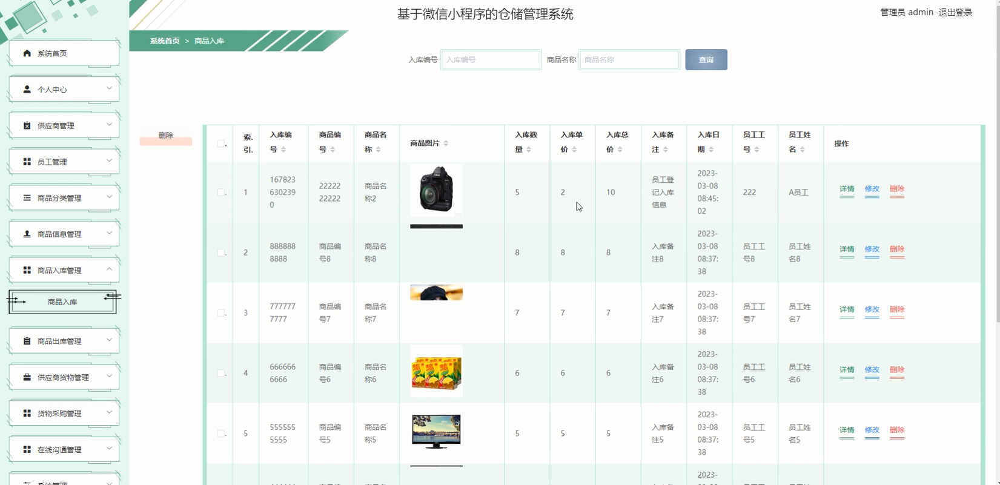 基于微信小程序的仓储管理系统
管理员 admin 退出登录
系统首页 > 商品入库
系统首页
个人中心
供应商管理
员工管理
商品分类管理
商品信息管理
商品入库管理
商品入库
商品出库管理
供应商货物管理
货物采购管理
在线沟通管理
系统管理
入库编号 入库编号 商品名称 商品名称 查询
删除
索引. 入库编号 商品编号 商品名称 商品图片 入库数量 入库单价 入库总价 入库备注 入库日期 员工工号 员工姓名 操作
1 1678236302390 2222222222 商品名称2 5 2 10 员工登记入库信息 2023-03-08 08:45:02 222 A员工 详情 修改 删除
2 8888888888 商品编号8 商品名称8 8 8 8 入库备注8 2023-03-08 08:37:38 员工工号8 员工姓名8 详情 修改 删除
3 7777777777 商品编号7 商品名称7 7 7 7 入库备注7 2023-03-08 08:37:38 员工工号7 员工姓名7 详情 修改 删除
4 6666666666 商品编号6 商品名称6 6 6 6 入库备注6 2023-03-08 08:37:38 员工工号6 员工姓名6 详情 修改 删除
5 5555555555 商品编号5 商品名称5 5 5 5 入库备注5 2023-03-08 08:37:38 员工工号5 员工姓名5 详情 修改 删除
2023-